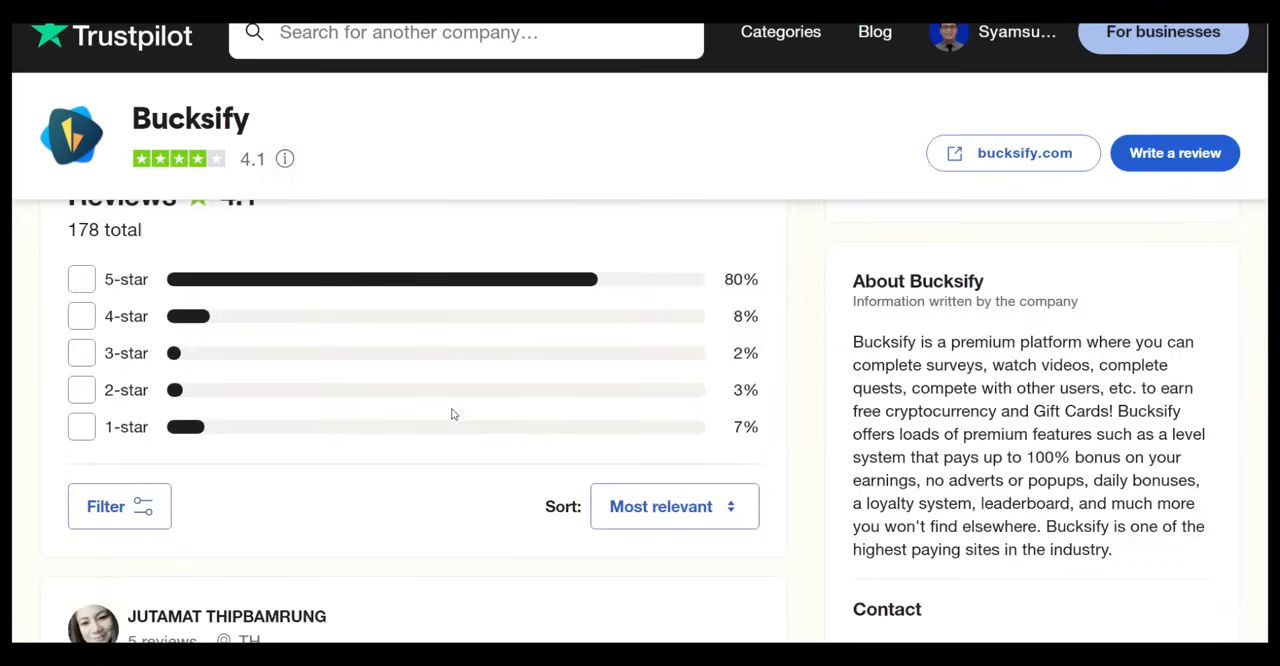 Trustpilot
Search for another company…
Categories
Blog
Syamsu...
For businesses
Bucksify
4.1
bucksify.com
Write a review
Reviews 4.1
178 total
5-star 80%
4-star 8%
3-star 2%
2-star 3%
1-star 7%
Filter
Sort: Most relevant
JUTAMAT THIPBAMRUNG
5 reviews TH
About Bucksify
Information written by the company
Bucksify is a premium platform where you can
complete surveys, watch videos, complete
quests, compete with other users, etc. to earn
free cryptocurrency and Gift Cards! Bucksify
offers loads of premium features such as a level
system that pays up to 100% bonus on your
earnings, no adverts or popups, daily bonuses,
a loyalty system, leaderboard, and much more
you won't find elsewhere. Bucksify is one of the
highest paying sites in the industry.
Contact